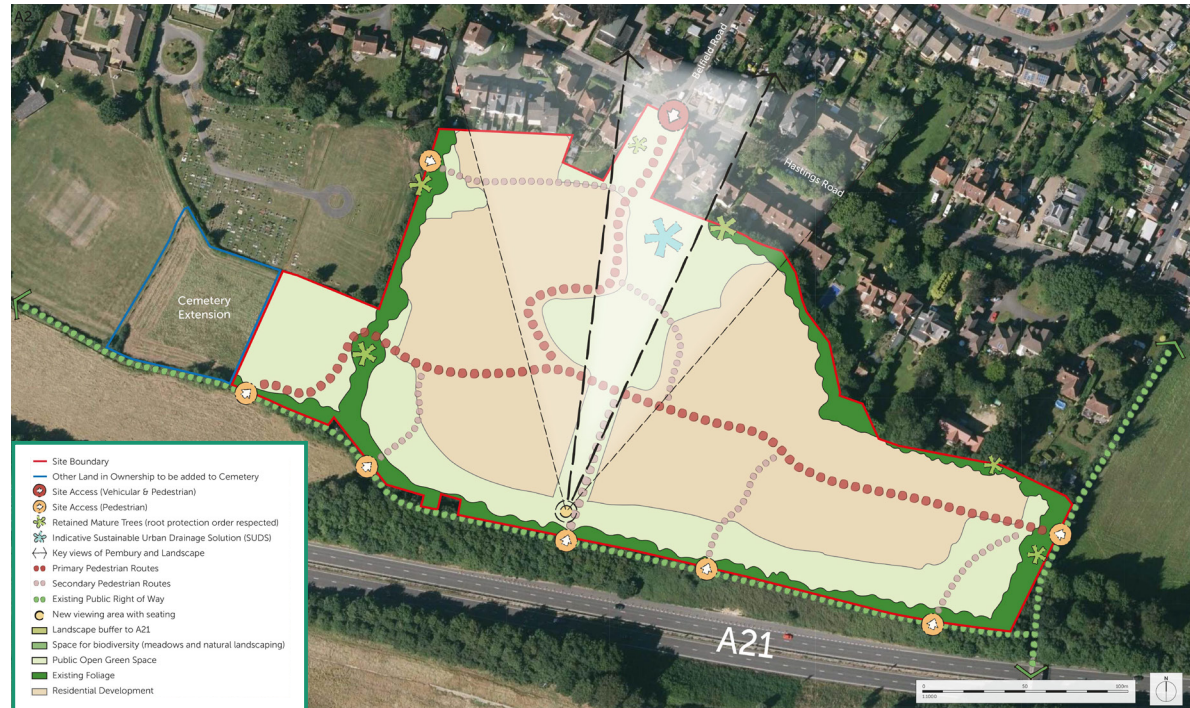 A21
Belfield Road
Hastings Road
Cemetery
Extension
Site Boundary
Other Land in Ownership to be added to Cemetery
Site Access (Vehicular & Pedestrian)
Site Access (Pedestrian)
Retained Mature Trees (root protection order respected)
Indicative Sustainable Urban Drainage Solution (SUDS)
Key views of Pembury and Landscape
Primary Pedestrian Routes
Secondary Pedestrian Routes
Existing Public Right of Way
New viewing area with seating
Landscape buffer to A21
Space for biodiversity (meadows and natural landscaping)
Public Open Green Space
Existing Foliage
Residential Development
A21
0 50 100m
1:1000
N